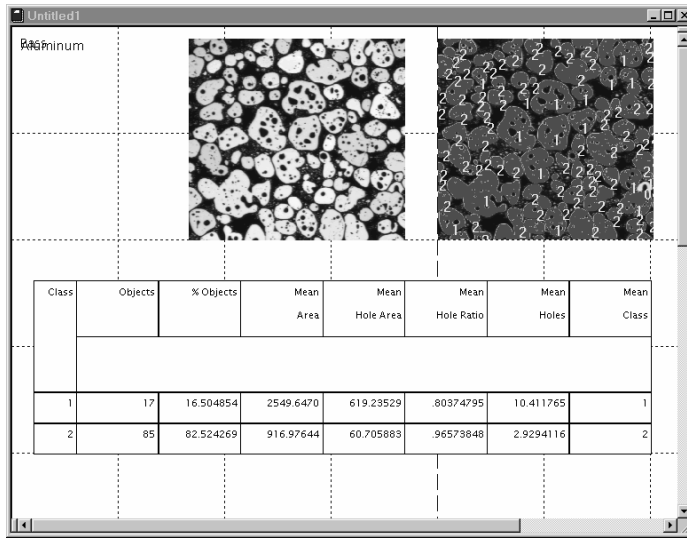 Untitled1
Aluminum
Class Objects % Objects Mean Mean Mean Mean Mean
Area Hole Area Hole Ratio Holes Class
1 17 16.504854 2549.6470 619.23529 .80374795 10.411765 1
2 85 82.524269 916.97644 60.705883 .96573848 2.9294116 2